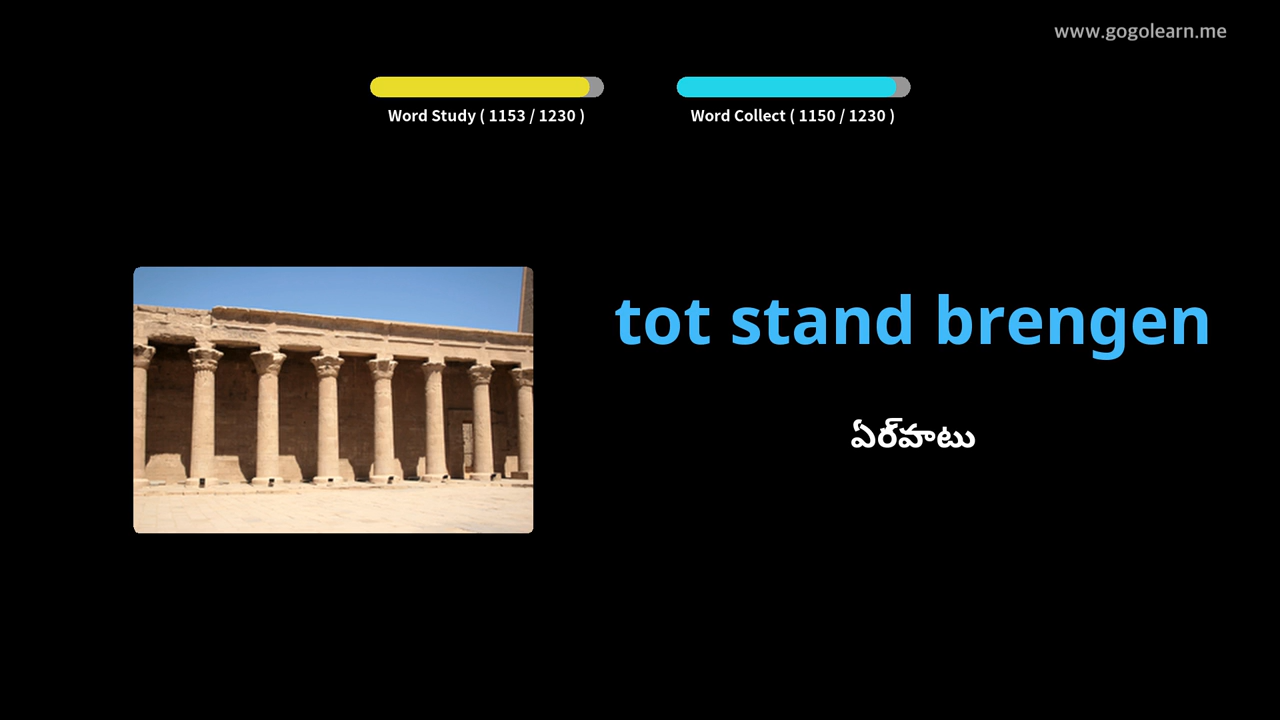 www.gogolearn.me
Word Study ( 1153 / 1230 )
Word Collect ( 1150 / 1230 )
tot stand brengen
ఏర్పాటు